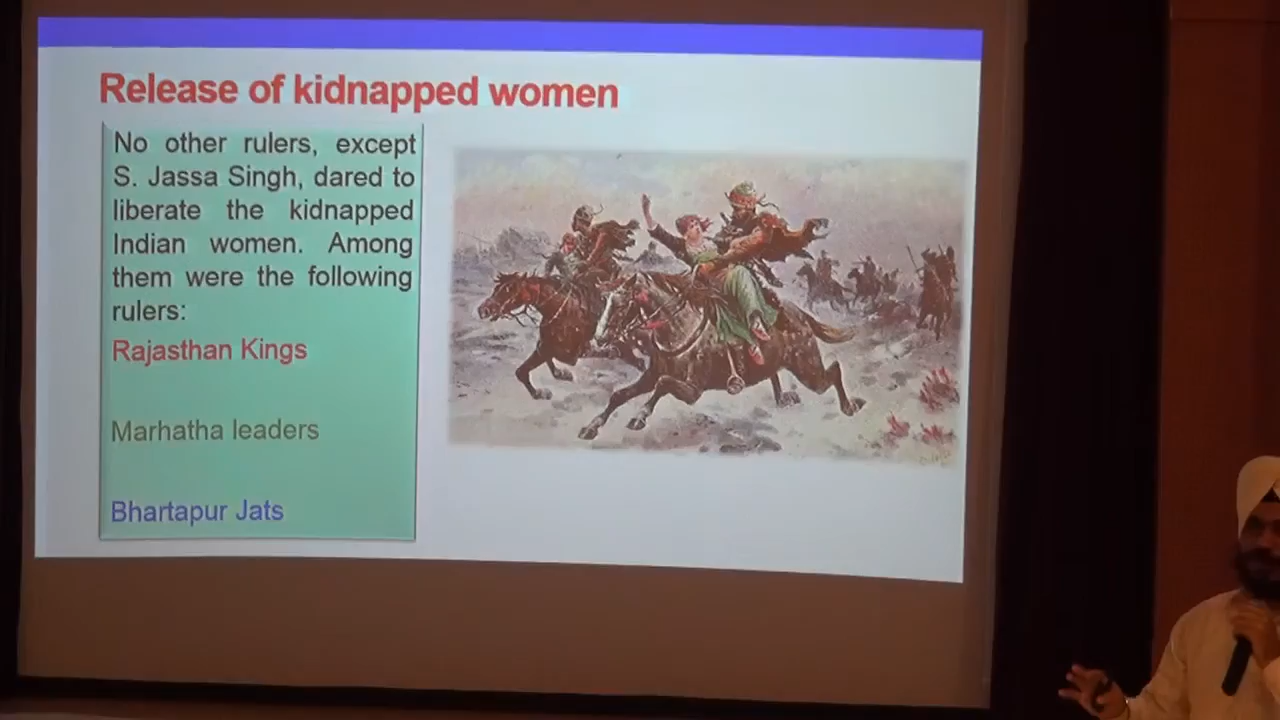 Release of kidnapped women
No other rulers, except
S. Jassa Singh, dared to
liberate the kidnapped
Indian women. Among
them were the following
rulers:
Rajasthan Kings
Marhatha leaders
Bhartapur Jats